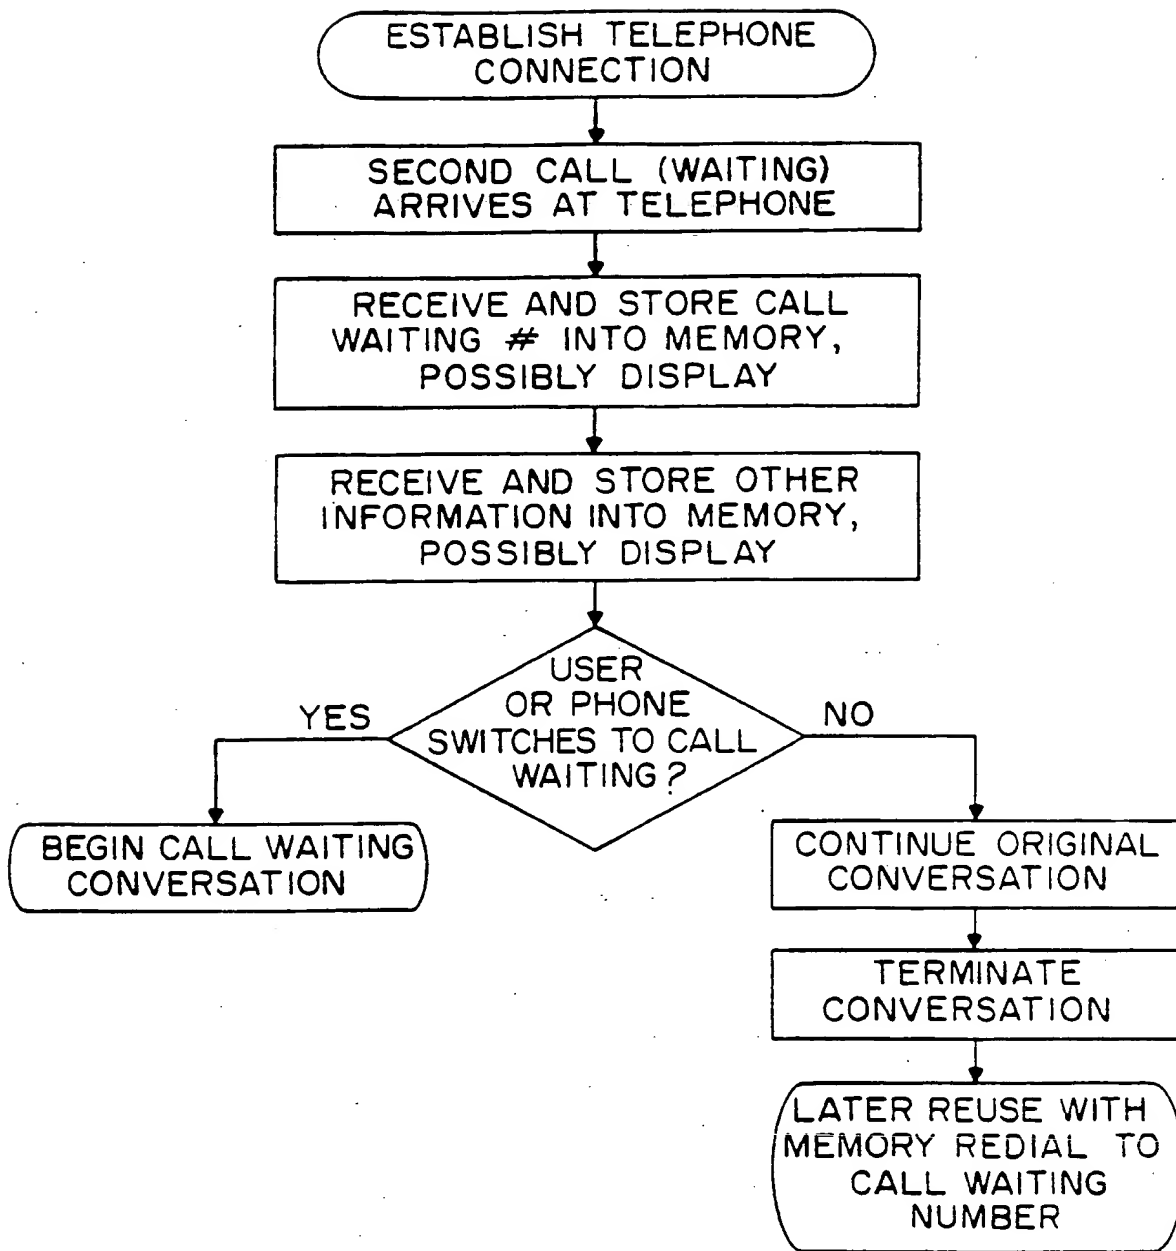 ESTABLISH TELEPHONE
CONNECTION
SECOND CALL (WAITING)
ARRIVES AT TELEPHONE
RECEIVE AND STORE CALL
WAITING # INTO MEMORY,
POSSIBLY DISPLAY
RECEIVE AND STORE OTHER
INFORMATION INTO MEMORY,
POSSIBLY DISPLAY
USER
OR PHONE
SWITCHES TO CALL
WAITING?
YES
NO
BEGIN CALL WAITING
CONVERSATION
CONTINUE ORIGINAL
CONVERSATION
TERMINATE
CONVERSATION
LATER REUSE WITH
MEMORY REDIAL TO
CALL WAITING
NUMBER